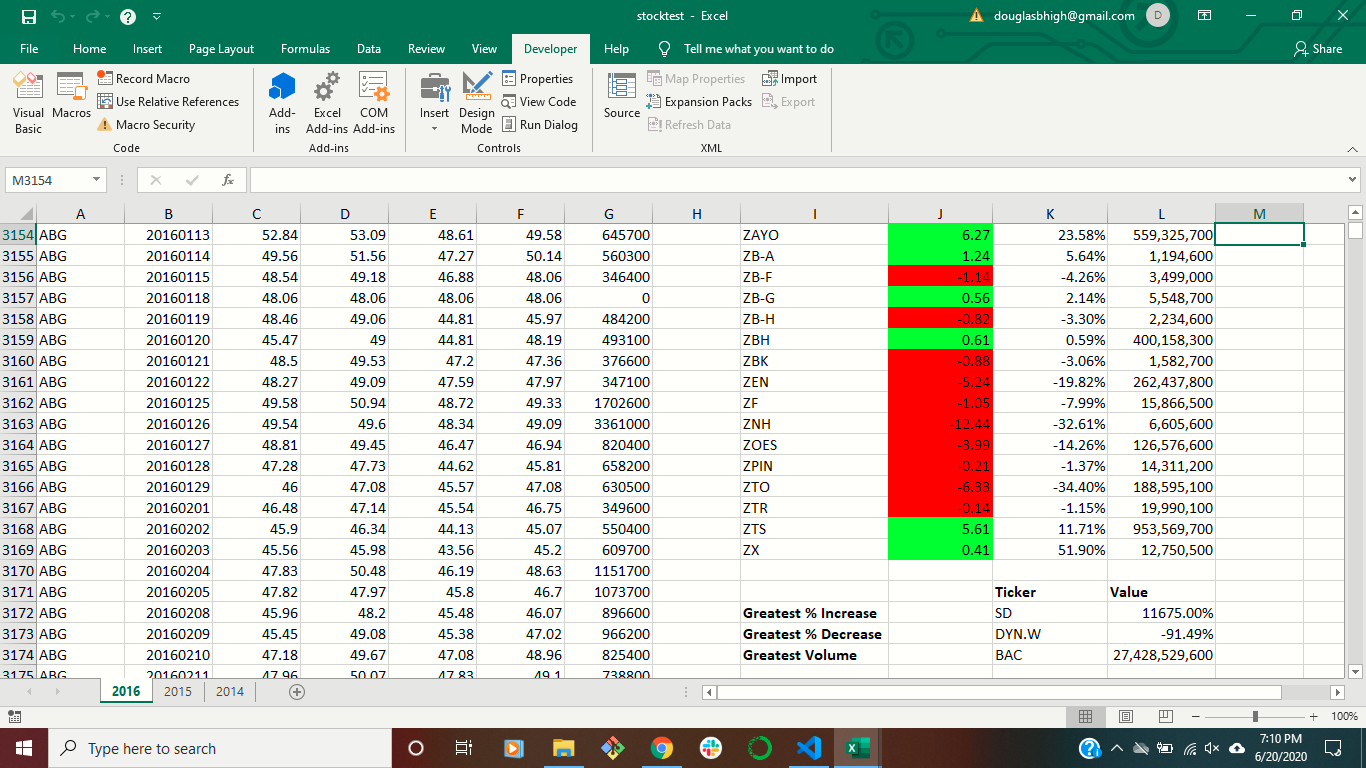 stocktest - Excel
douglasbhigh@gmail.com D
File Home Insert Page Layout Formulas Data Review View Developer Help Tell me what you want to do Share
Visual Basic
Macros
Record Macro
Use Relative References
Macro Security
Code
Add-ins
Excel Add-ins
COM Add-ins
Add-ins
Insert
Design Mode
Properties
View Code
Run Dialog
Controls
Source
Map Properties
Expansion Packs
Refresh Data
Import
Export
XML
M3154 fx
A B C D E F G H I J K L M
3154 ABG 20160113 52.84 53.09 48.61 49.58 645700 ZAYO 6.27 23.58% 559,325,700
3155 ABG 20160114 49.56 51.56 47.27 50.14 560300 ZB-A 1.24 5.64% 1,194,600
3156 ABG 20160115 48.54 49.18 46.88 48.06 346400 ZB-F -1.14 -4.26% 3,499,000
3157 ABG 20160118 48.06 48.06 48.06 48.06 0 ZB-G 0.56 2.14% 5,548,700
3158 ABG 20160119 48.46 49.06 44.81 45.97 484200 ZB-H -0.82 -3.30% 2,234,600
3159 ABG 20160120 45.47 49 44.81 48.19 493100 ZBH 0.61 0.59% 400,158,300
3160 ABG 20160121 48.5 49.53 47.2 47.36 376600 ZBK -0.88 -3.06% 1,582,700
3161 ABG 20160122 48.27 49.09 47.59 47.97 347100 ZEN -5.24 -19.82% 262,437,800
3162 ABG 20160125 49.58 50.94 48.72 49.33 1702600 ZF -1.05 -7.99% 15,866,500
3163 ABG 20160126 49.54 49.6 48.34 49.09 3361000 ZNH -12.44 -32.61% 6,605,600
3164 ABG 20160127 48.81 49.45 46.47 46.94 820400 ZOES -3.99 -14.26% 126,576,600
3165 ABG 20160128 47.28 47.73 44.62 45.81 658200 ZPIN -0.21 -1.37% 14,311,200
3166 ABG 20160129 46 47.08 45.57 47.08 630500 ZTO -6.33 -34.40% 188,595,100
3167 ABG 20160201 46.48 47.14 45.54 46.75 349600 ZTR -0.14 -1.15% 19,990,100
3168 ABG 20160202 45.9 46.34 44.13 45.07 550400 ZTS 5.61 11.71% 953,569,700
3169 ABG 20160203 45.56 45.98 43.56 45.2 609700 ZX 0.41 51.90% 12,750,500
3170 ABG 20160204 47.83 50.48 46.19 48.63 1151700
3171 ABG 20160205 47.82 47.97 45.8 46.7 1073700 Ticker Value
3172 ABG 20160208 45.96 48.2 45.48 46.07 896600 Greatest % Increase SD 11675.00%
3173 ABG 20160209 45.45 49.08 45.38 47.02 966200 Greatest % Decrease DYN.W -91.49%
3174 ABG 20160210 47.18 49.67 47.08 48.96 825400 Greatest Volume BAC 27,428,529,600
3175 ABG 20160211 47.96 50.07 47.83 49.1 738800
2016 2015 2014
100%
Type here to search
7:10 PM
6/20/2020